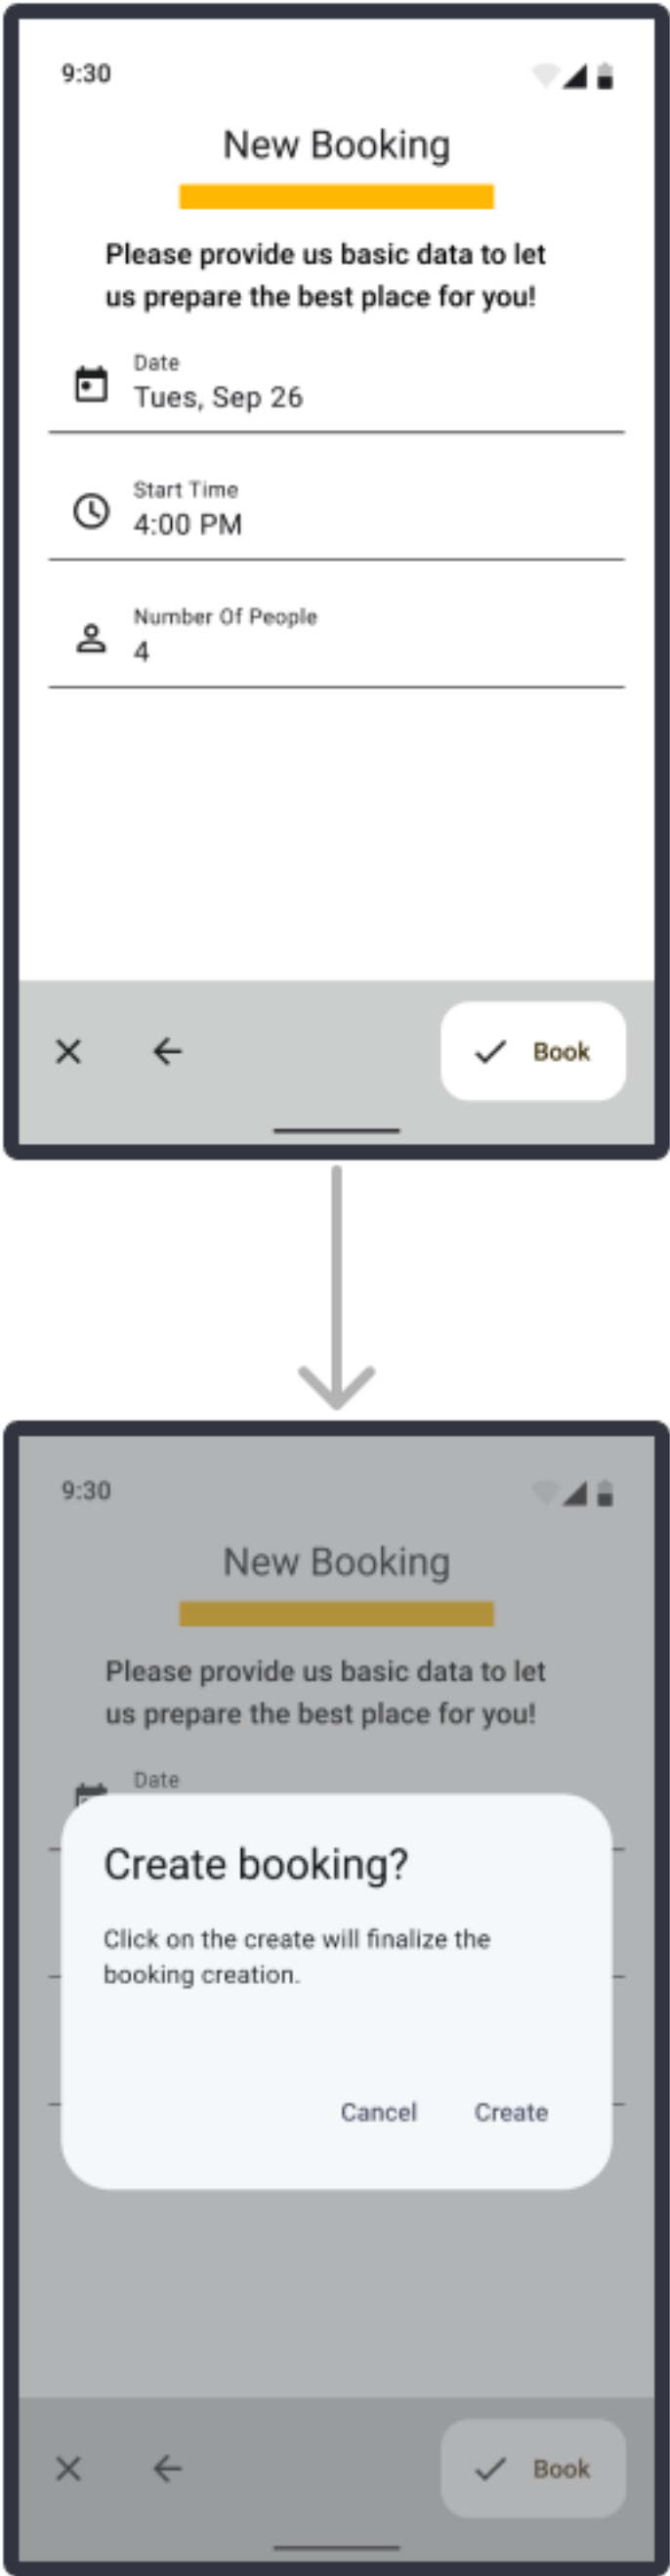 9:30
New Booking
Please provide us basic data to let
us prepare the best place for you!
Date
Tues, Sep 26
Start Time
4:00 PM
Number Of People
4
Book
9:30
New Booking
Please provide us basic data to let
us prepare the best place for you!
Date
Create booking?
Click on the create will finalize the
booking creation.
Cancel Create
Book